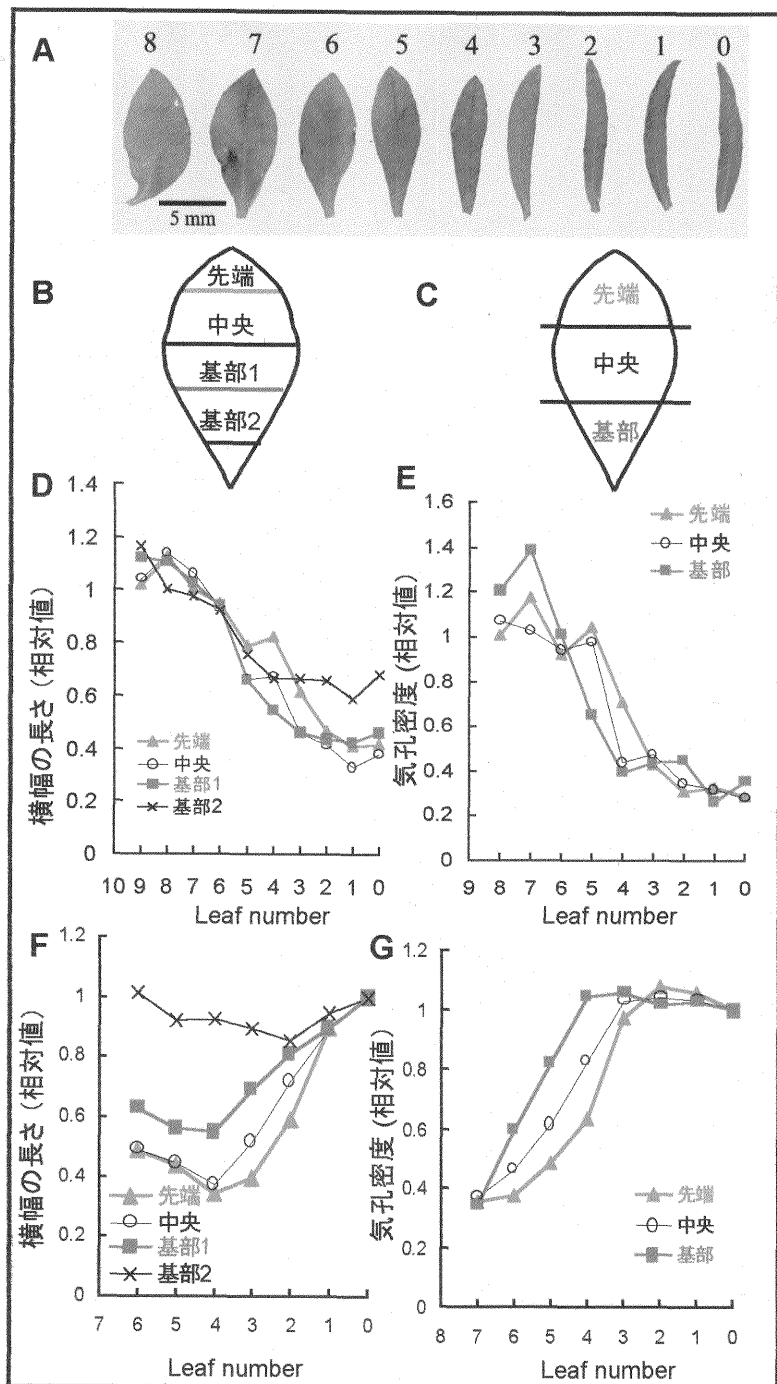 A
8 7 6 5 4 3 2 1 0
5 mm
B
先端
中央
基部1
基部2
C
先端
中央
基部
D
横幅の長さ (相対値)
1.4
1.2
1
0.8
0.6
0.4
0.2
0
先端
中央
基部1
基部2
10 9 8 7 6 5 4 3 2 1 0
Leaf number
E
気孔密度 (相対値)
1.6
1.4
1.2
1
0.8
0.6
0.4
0.2
0
先端
中央
基部
9 8 7 6 5 4 3 2 1 0
Leaf number
F
横幅の長さ (相対値)
1.2
1
0.8
0.6
0.4
0.2
0
先端
中央
基部1
基部2
7 6 5 4 3 2 1 0
Leaf number
G
気孔密度 (相対値)
1.2
1
0.8
0.6
0.4
0.2
0
先端
中央
基部
8 7 6 5 4 3 2 1 0
Leaf number